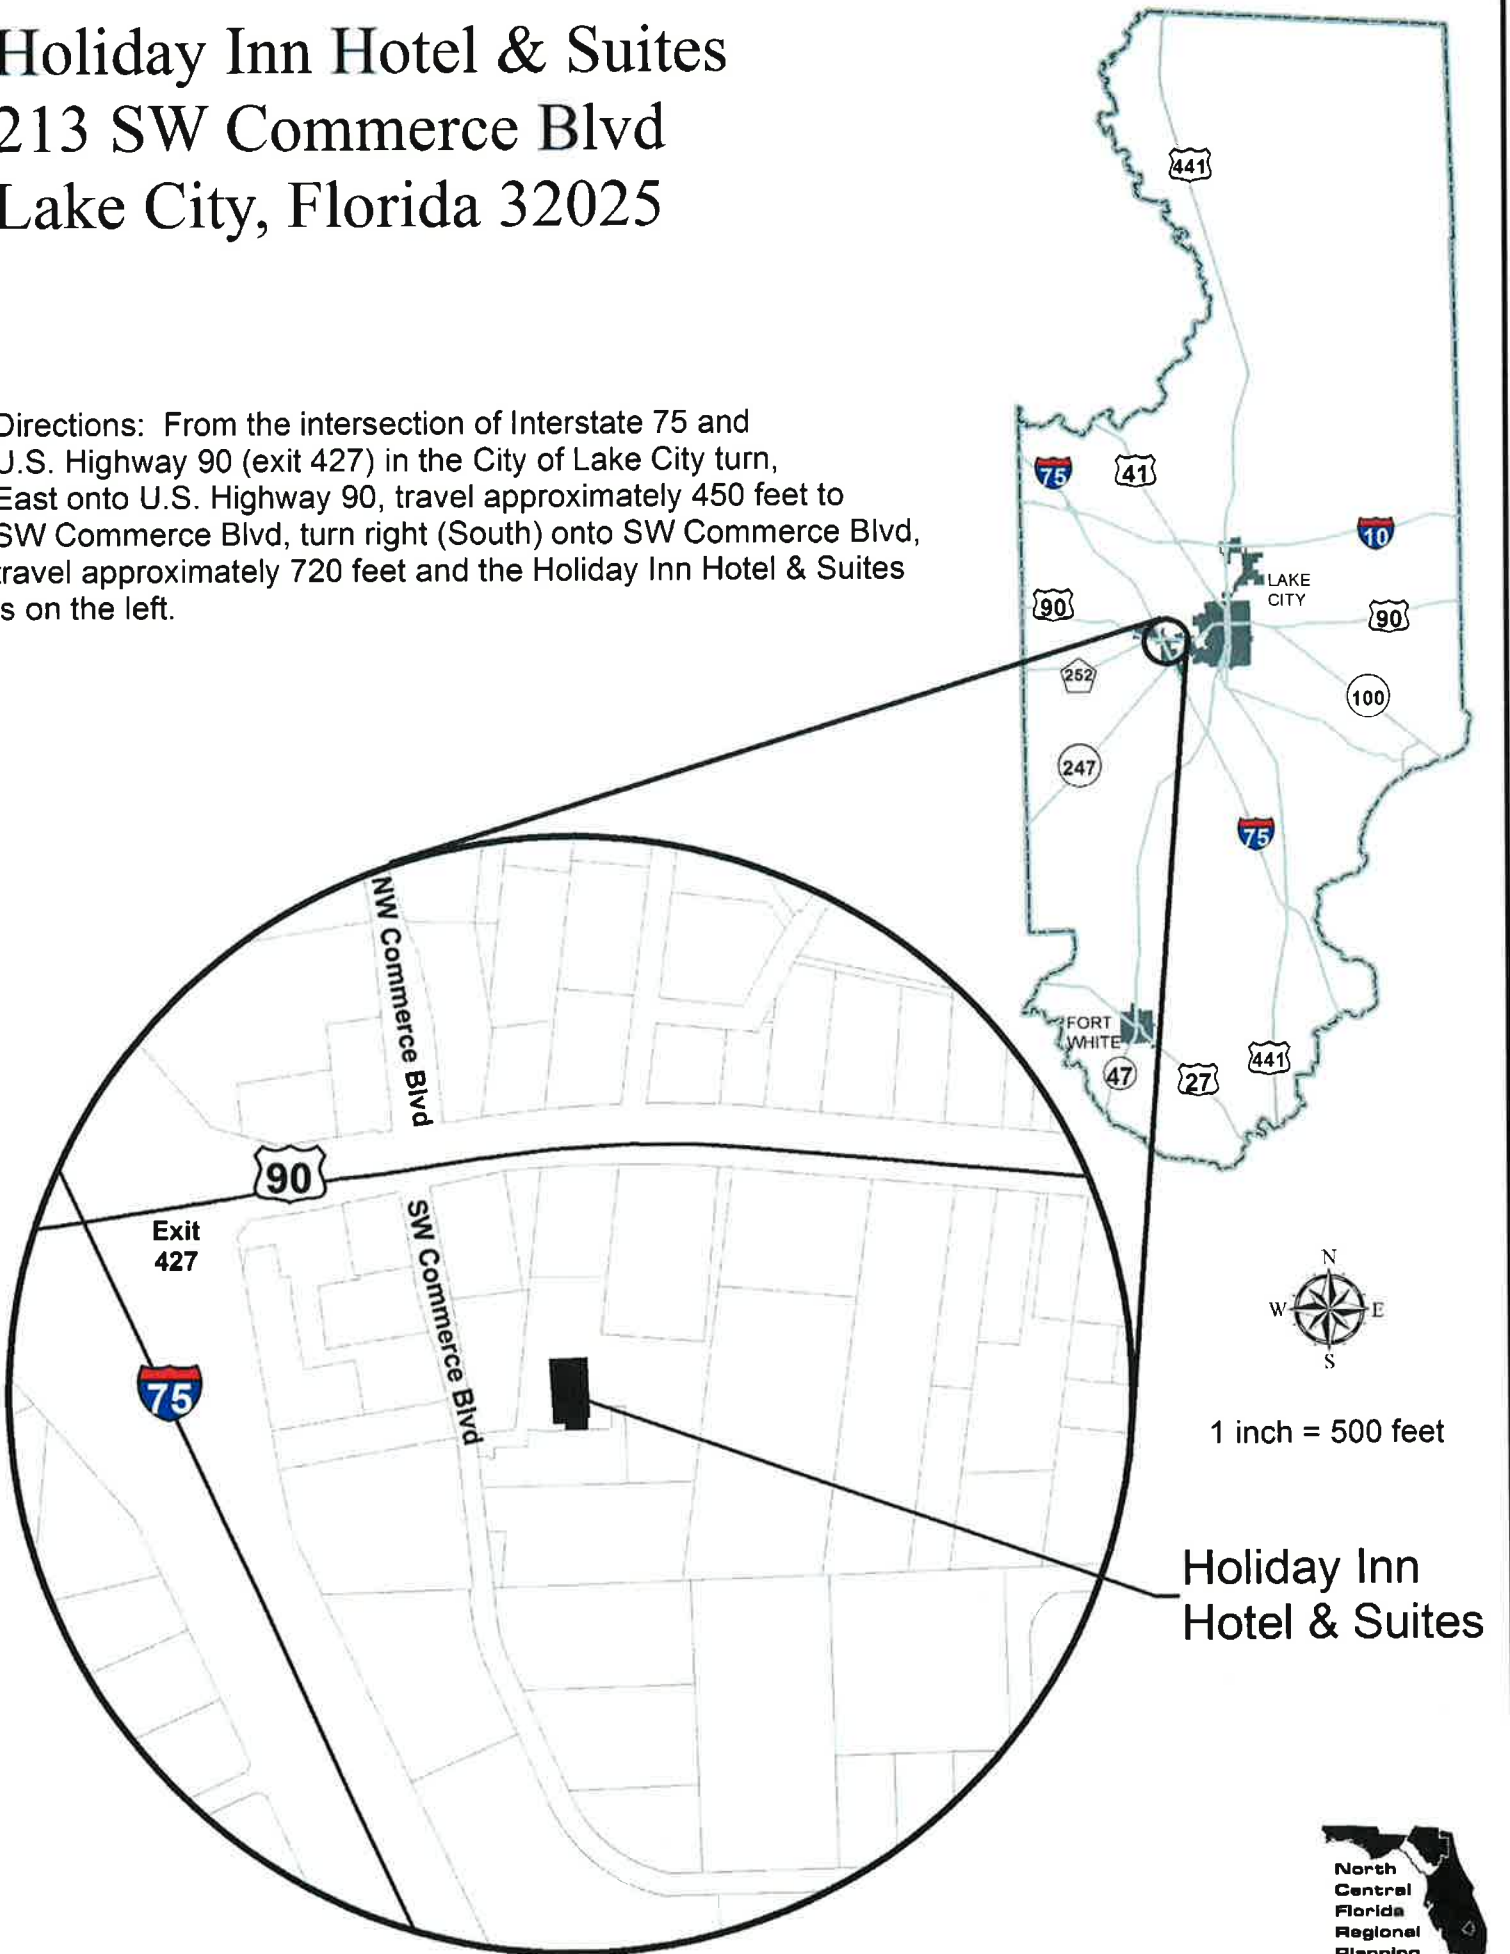 Holiday Inn Hotel & Suites
213 SW Commerce Blvd
Lake City, Florida 32025
Directions: From the intersection of Interstate 75 and
U.S. Highway 90 (exit 427) in the City of Lake City turn,
East onto U.S. Highway 90, travel approximately 450 feet to
SW Commerce Blvd, turn right (South) onto SW Commerce Blvd,
travel approximately 720 feet and the Holiday Inn Hotel & Suites
is on the left.
441
75
41
10
LAKE
CITY
90
90
252
100
247
75
FORT
WHITE
47
27
441
NW Commerce Blvd
90
Exit
427
SW Commerce Blvd
75
N
W E
S
1 inch = 500 feet
Holiday Inn
Hotel & Suites
North
Central
Florida
Regional
Planning